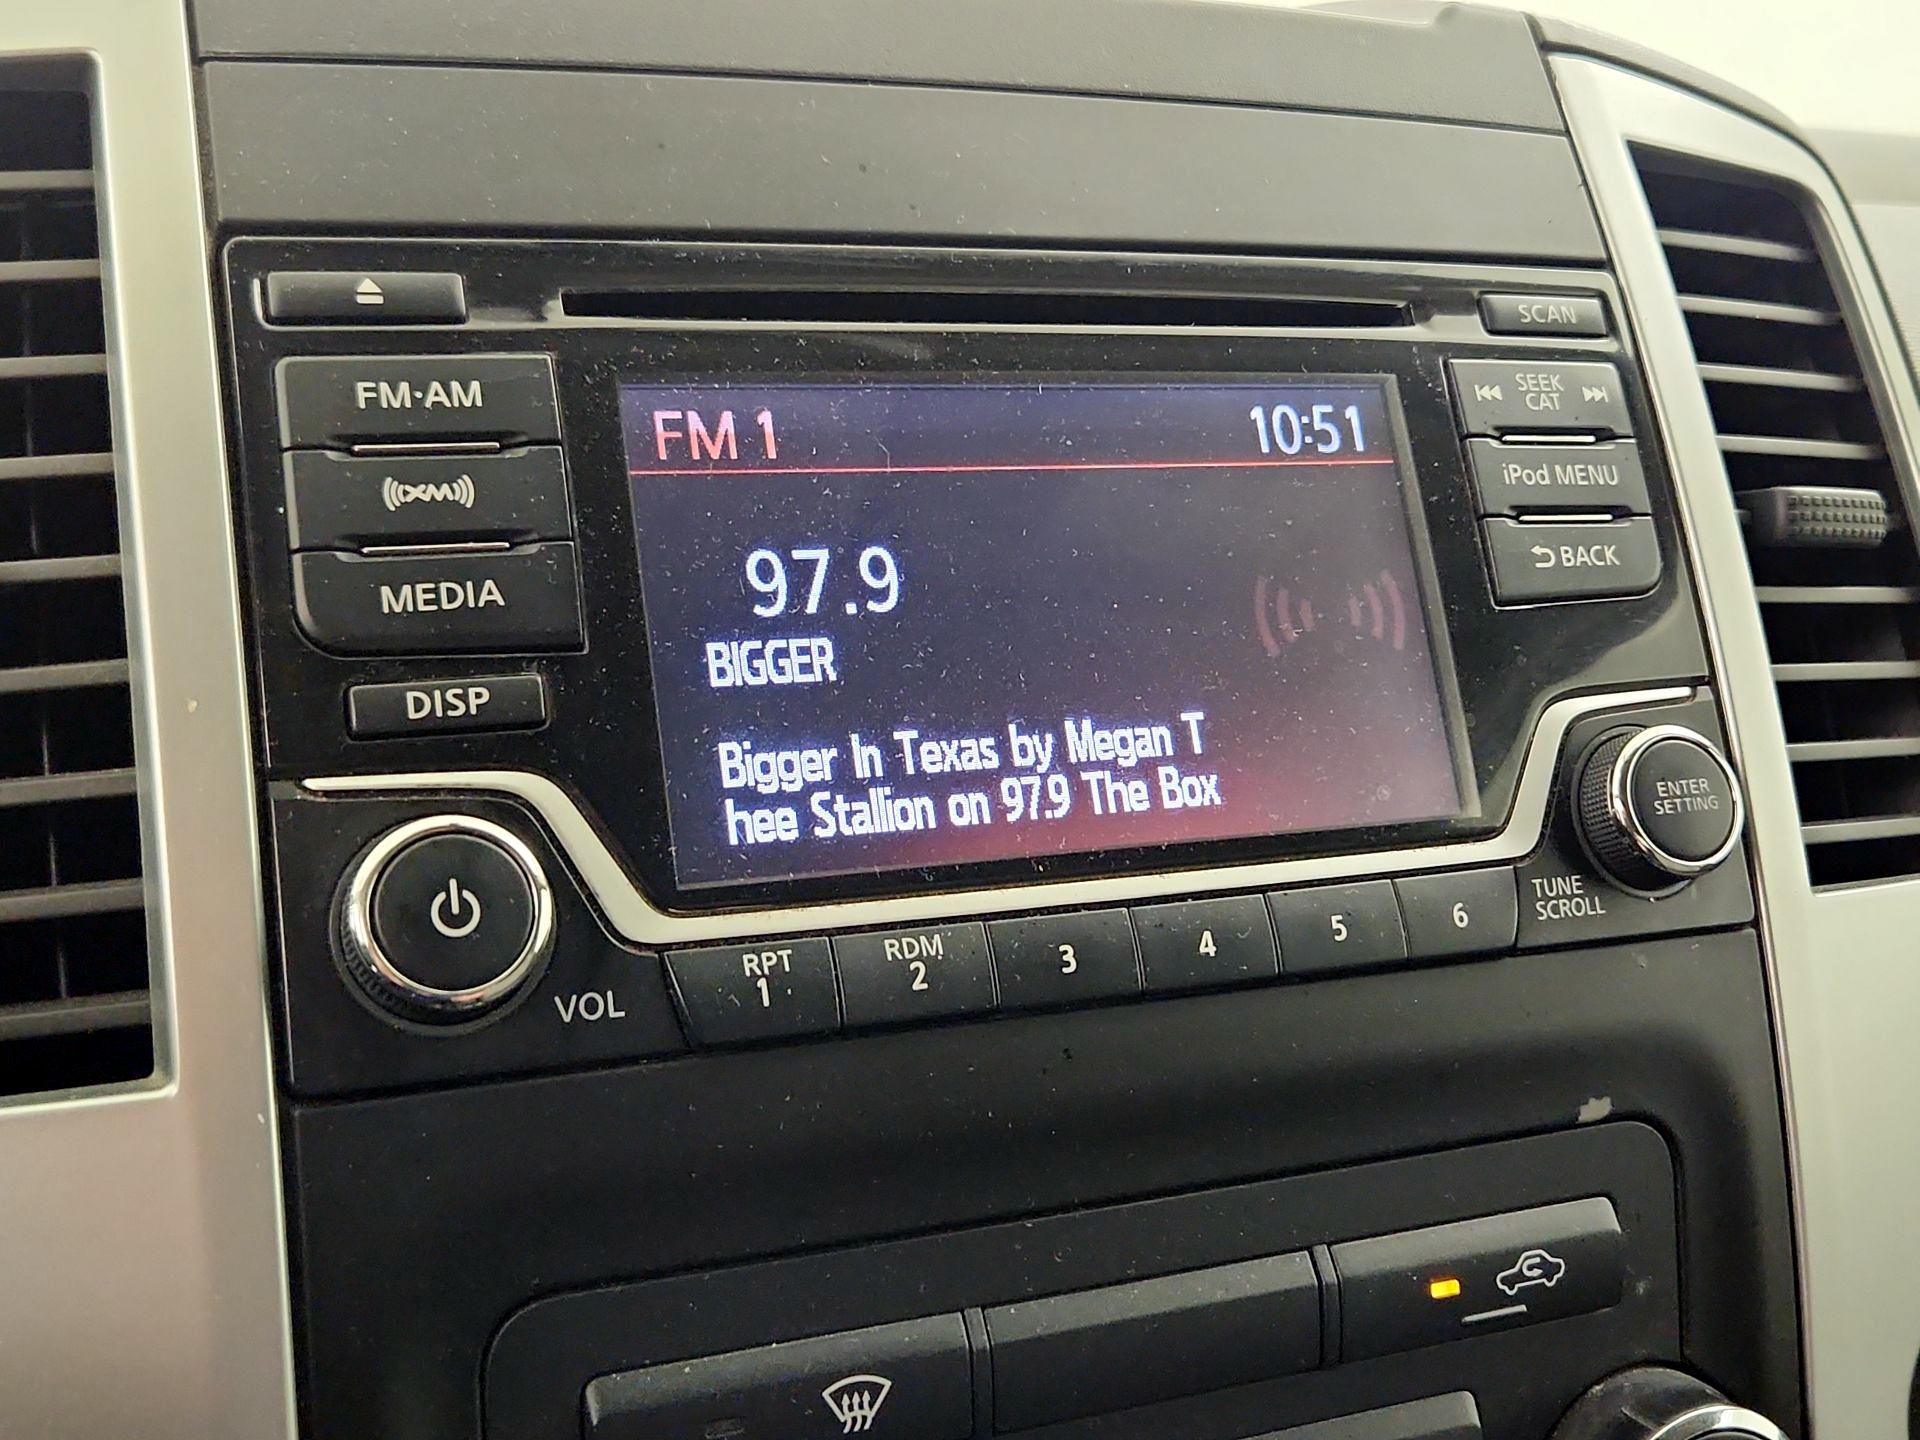 SCAN
FM·AM
SEEK
CAT
FM 1
10:51
XM
iPod MENU
BACK
97.9
MEDIA
BIGGER
DISP
Bigger In Texas by Megan T
hee Stallion on 97.9 The Box
ENTER
SETTING
TUNE
SCROLL
VOL
RPT
1
RDM
2
3
4
5
6